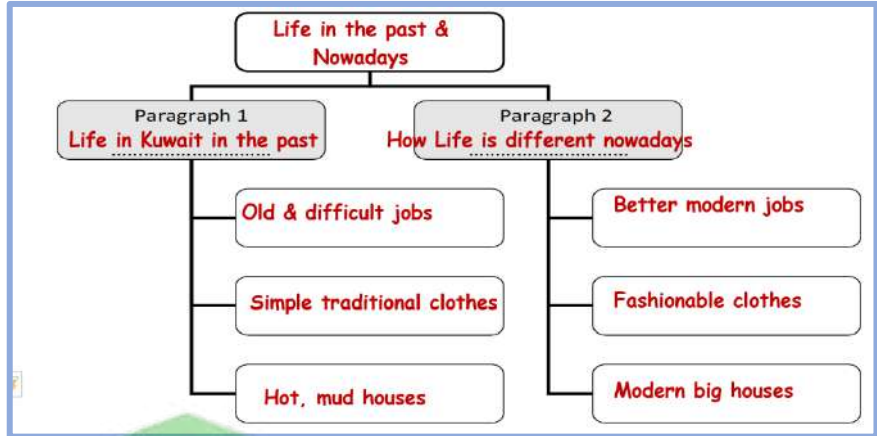 Life in the past &
Nowadays
Paragraph 1
Life in Kuwait in the past
Old & difficult jobs
Simple traditional clothes
Hot, mud houses
Paragraph 2
How Life is different nowadays
Better modern jobs
Fashionable clothes
Modern big houses